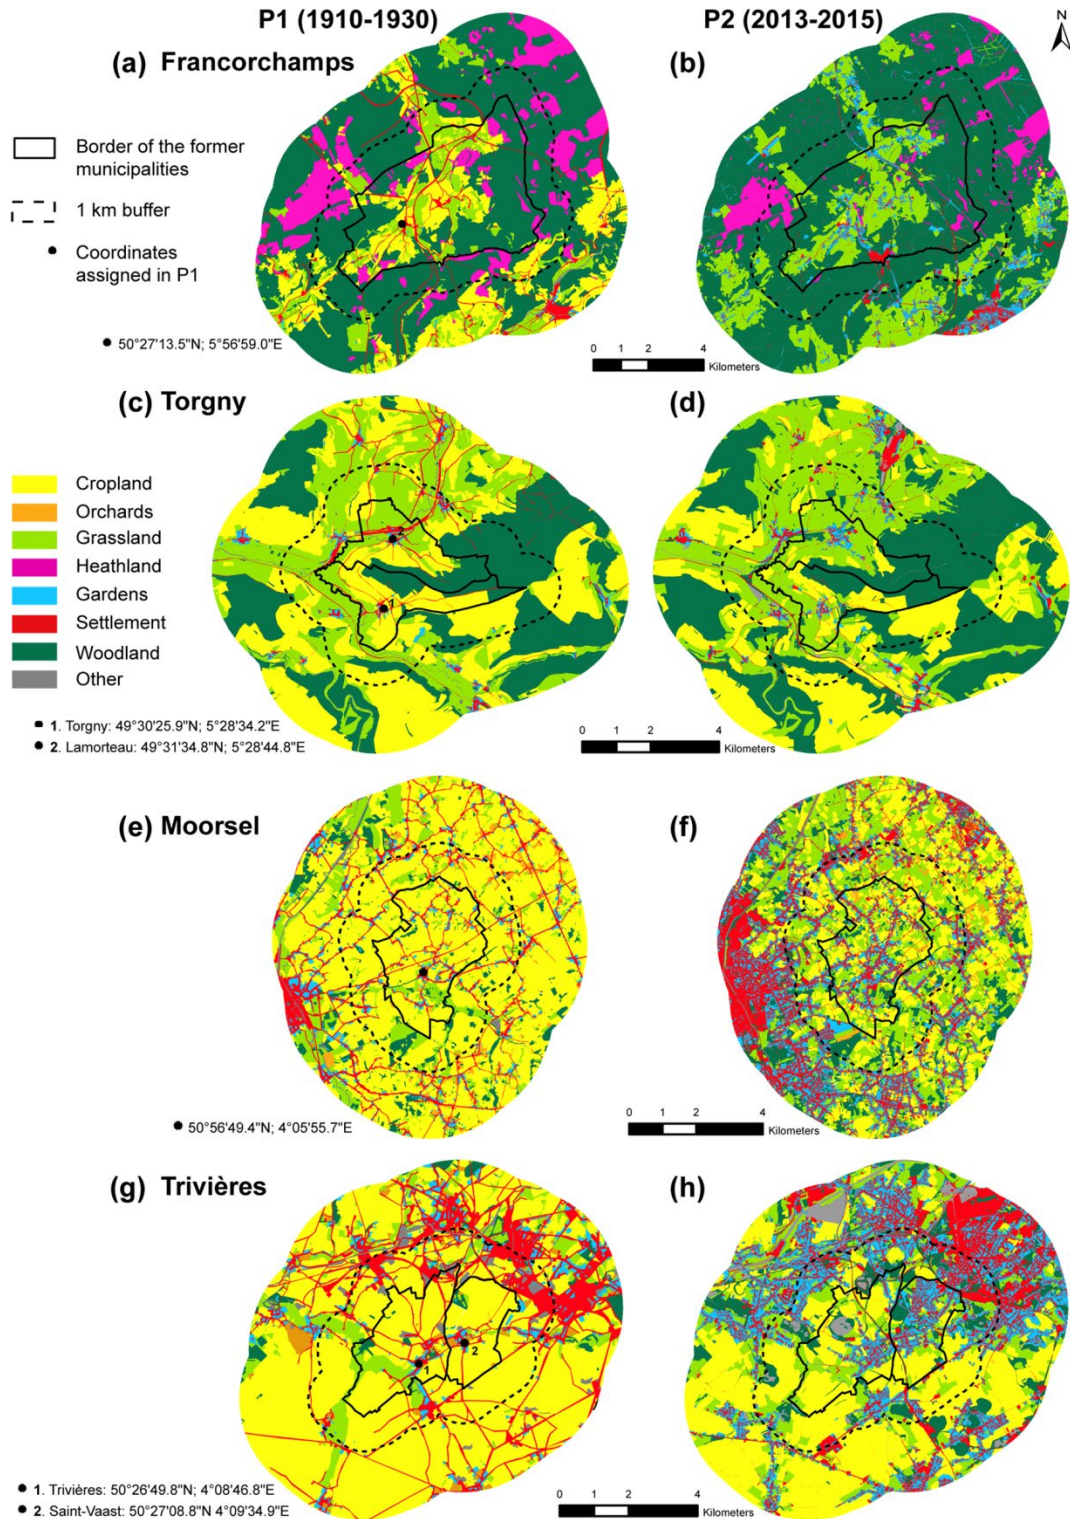 P1 (1910-1930)
P2 (2013-2015)
N
(a) Francorchamps
(b)
Border of the former
municipalities
1 km buffer
Coordinates
assigned in P1
50°27'13.5"N; 5°56'59.0"E
0 1 2 4
Kilometers
(c) Torgny
(d)
Cropland
Orchards
Grassland
Heathland
Gardens
Settlement
Woodland
Other
1. Torgny: 49°30'25.9"N; 5°28'34.2"E
2. Lamorteau: 49°31'34.8"N; 5°28'44.8"E
0 1 2 4
Kilometers
(e) Moorsel
(f)
50°56'49.4"N; 4°05'55.7"E
0 1 2 4
Kilometers
(g) Trivières
(h)
1
2
1. Trivières: 50°26'49.8"N; 4°08'46.8"E
2. Saint-Vaast: 50°27'08.8"N 4°09'34.9"E
0 1 2 4
Kilometers